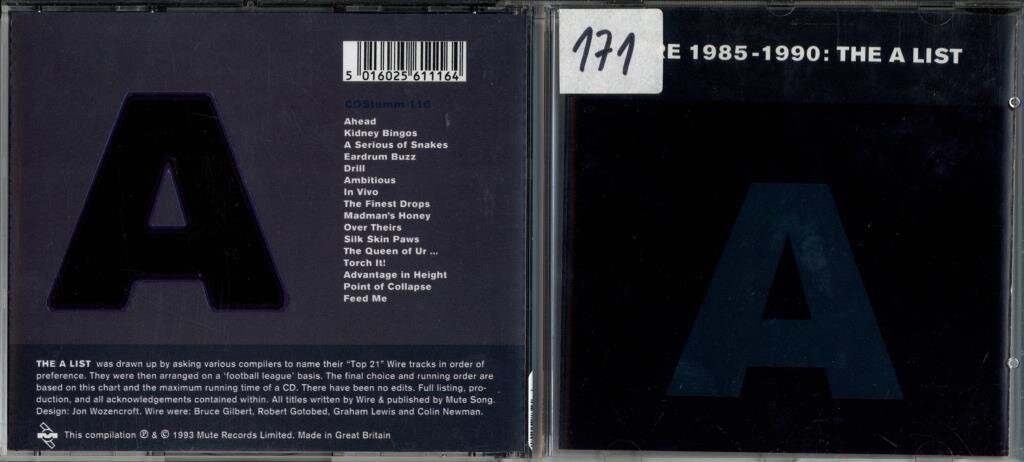 5 016025 611164
CDStumm 116
Ahead
Kidney Bingos
A Serious of Snakes
Eardrum Buzz
Drill
Ambitious
In Vivo
The Finest Drops
Madman's Honey
Over Theirs
Silk Skin Paws
The Queen of Ur ...
Torch It!
Advantage in Height
Point of Collapse
Feed Me
A
THE A LIST was drawn up by asking various compilers to name their "Top 21" Wire tracks in order of
preference. They were then arranged on a 'football league' basis. The final choice and running order are
based on this chart and the maximum running time of a CD. There have been no edits. Full listing, pro-
duction, and all acknowledgements contained within. All titles written by Wire & published by Mute Song.
Design: Jon Wozencroft. Wire were: Bruce Gilbert, Robert Gotobed, Graham Lewis and Colin Newman.
This compilation ℗ & © 1993 Mute Records Limited. Made in Great Britain
171
RE 1985-1990: THE A LIST
A